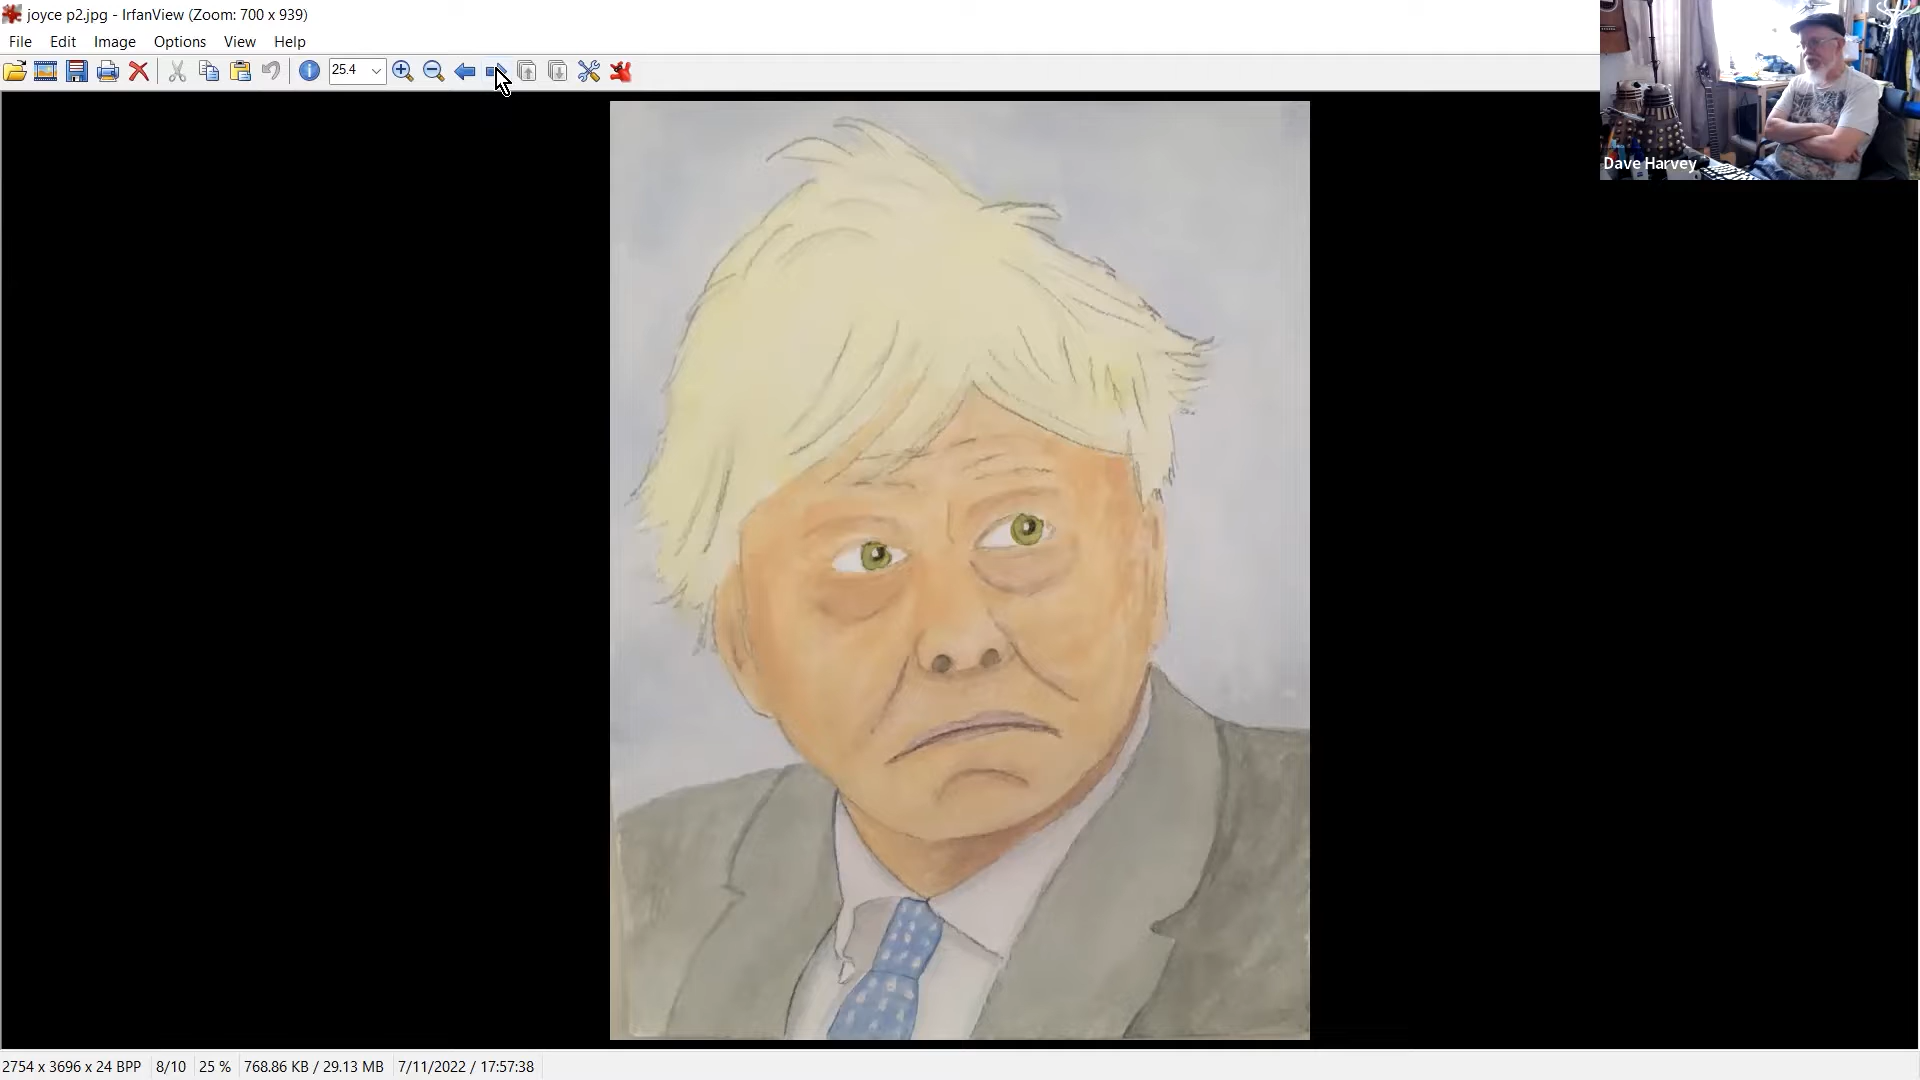 joyce p2.jpg - IrfanView (Zoom: 700 x 939)
File Edit Image Options View Help
25.4
Dave Harvey
2754 x 3696 x 24 BPP 8/10 25 % 768.86 KB / 29.13 MB 7/11/2022 / 17:57:38